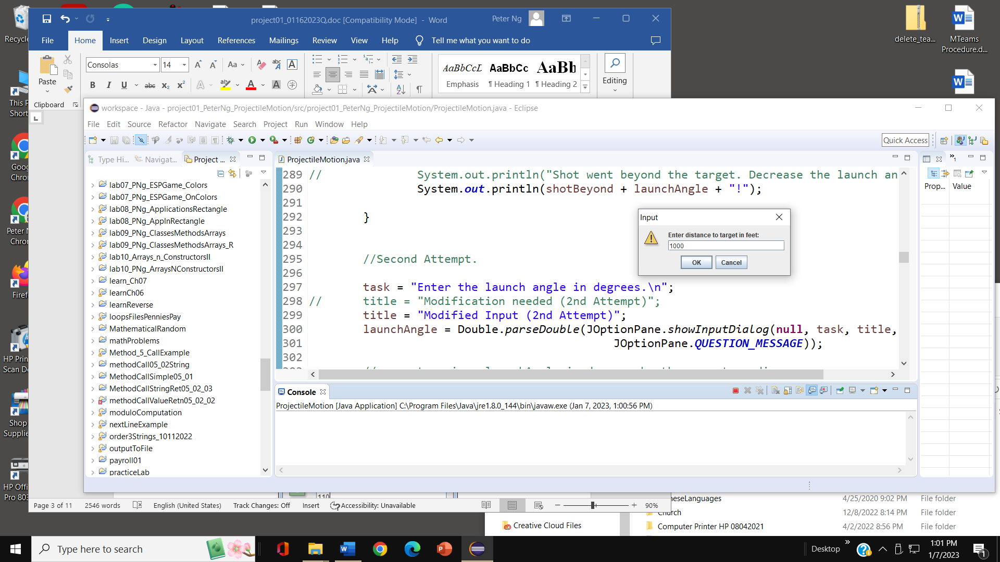 project01_01162023Q.doc [Compatibility Mode] - Word
Peter Ng
File Home Insert Design Layout References Mailings Review View Help Tell me what you want to do
Consolas 14
Paste
Clipboard
AaBbCcL AaBbCc AaBb
Emphasis ¶ Heading 1 ¶ Heading 2
Editing
workspace - Java - project01_PeterNg_ProjectileMotion/src/project01_PeterNg_ProjectileMotion/ProjectileMotion.java - Eclipse
File Edit Source Refactor Navigate Search Project Run Window Help
Quick Access
Type Hi... Navigat... Project ...
lab07_PNg_ESPGame_Colors
lab07_PNg_ESPGame_OnColors
lab08_PNg_ApplicationsRectangle
lab08_PNg_AppInRectangle
lab09_PNg_ClassesMethodsArrays
lab09_PNg_ClassesMethodsArrays_R
lab10_Arrays_n_ConstructorsII
lab10_PNg_ArraysNConstructorsII
learn_Ch07
learnCh06
learnReverse
loopsFilesPenniesPay
MathematicalRandom
mathProblems
Method_5_CallExample
methodCall05_02String
MethodCallSimple05_01
MethodCallStringRet05_02_03
methodCallValueRetn05_02_02
moduloComputation
nextLineExample
order3Strings_10112022
outputToFile
payroll01
practiceLab
ProjectileMotion.java
289 // System.out.println("Shot went beyond the target. Decrease the launch an
290 System.out.println(shotBeyond + launchAngle + "!");
291
292 }
293
294
295 //Second Attempt.
296
297 task = "Enter the launch angle in degrees.\n";
298 // title = "Modification needed (2nd Attempt)";
299 title = "Modified Input (2nd Attempt)";
300 launchAngle = Double.parseDouble(JOptionPane.showInputDialog(null, task, title,
301 JOptionPane.QUESTION_MESSAGE));
302
Input
Enter distance to target in feet:
1000
OK Cancel
Prop... Value
Console
ProjectileMotion [Java Application] C:\Program Files\Java\jre1.8.0_144\bin\javaw.exe (Jan 7, 2023, 1:00:56 PM)
Page 3 of 11 2546 words English (United States) Track Changes: Off Insert Accessibility: Unavailable 90%
neseLanguages 4/25/2020 9:02 PM File folder
Church 12/8/2022 8:14 PM File folder
Computer Printer HP 08042021 4/2/2022 8:56 PM File folder
Creative Cloud Files
Recycle
This P
Short
Goog
Chro
Peter N
Chro
Firef
HP Prin
Scan D
Shop
Supplie
HP Offi
Pro 803
delete_tea...
MTeams
Procedure.d...
Type here to search
Desktop
1:01 PM
1/7/2023
1